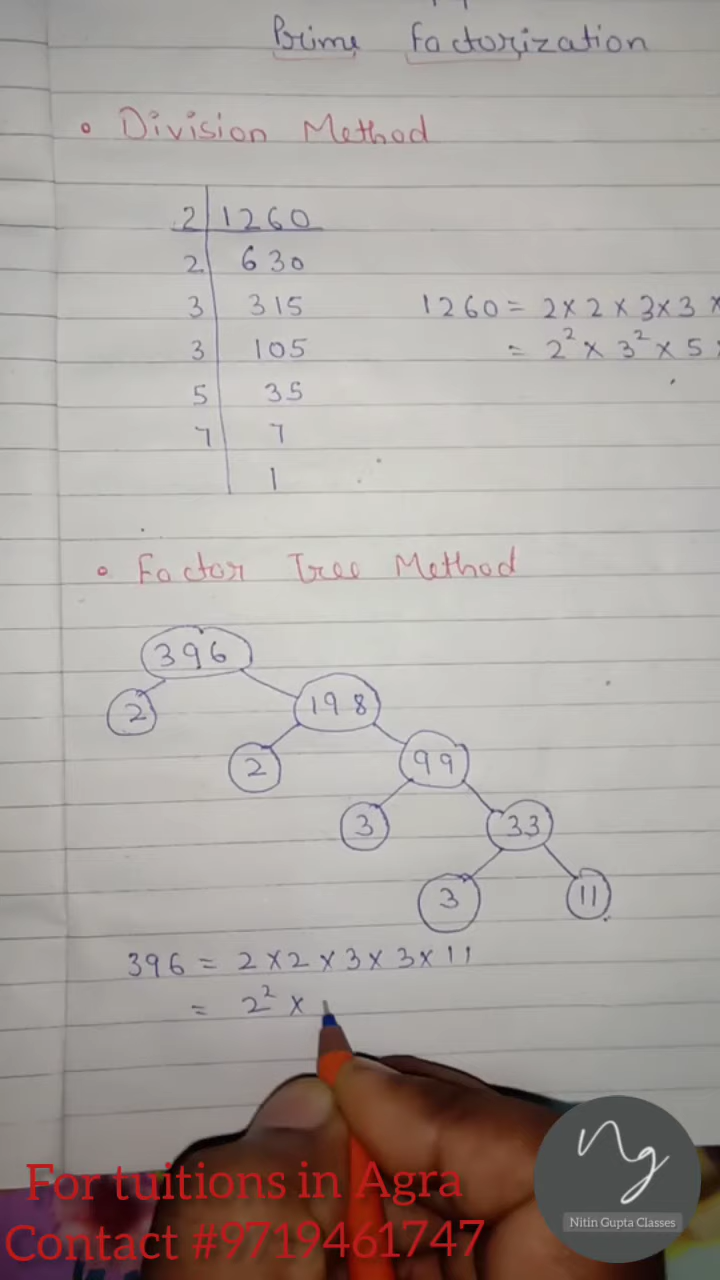 Prime Factorization
• Division Method
2 | 1260
2 | 630
3 | 315
3 | 105
5 | 35
7 | 7
| 1
1260 = 2 x 2 x 3 x 3 x
= 2² x 3² x 5
• Factor Tree Method
396
2 198
2 99
3 33
3 11
396 = 2 x 2 x 3 x 3 x 11
= 2² x
For tuitions in Agra
Contact #9719461747
ng
Nitin Gupta Classes